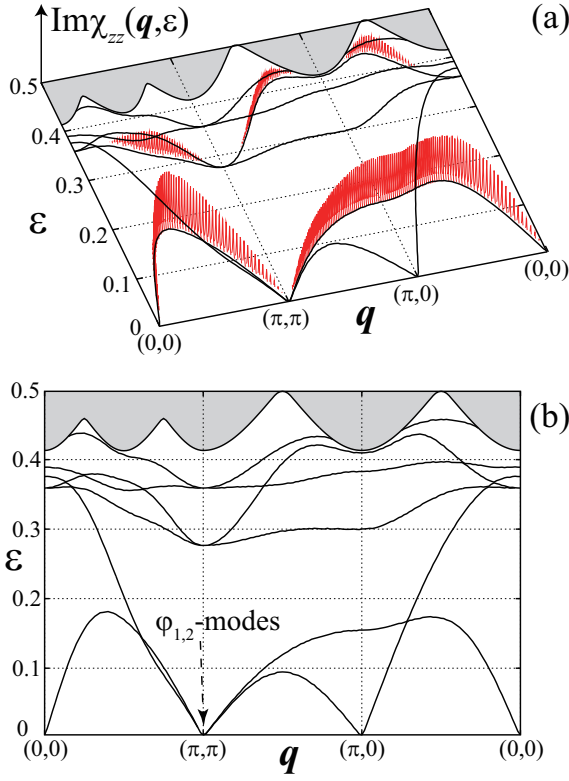 Imχzz(q,ε)
(a)
0.5
0.4
0.3
0.2
0.1
0
ε
(0,0)
(π,π)
(π,0)
(0,0)
q
(b)
0.5
0.4
0.3
0.2
0.1
0
ε
φ1,2-modes
(0,0)
(π,π)
q
(π,0)
(0,0)